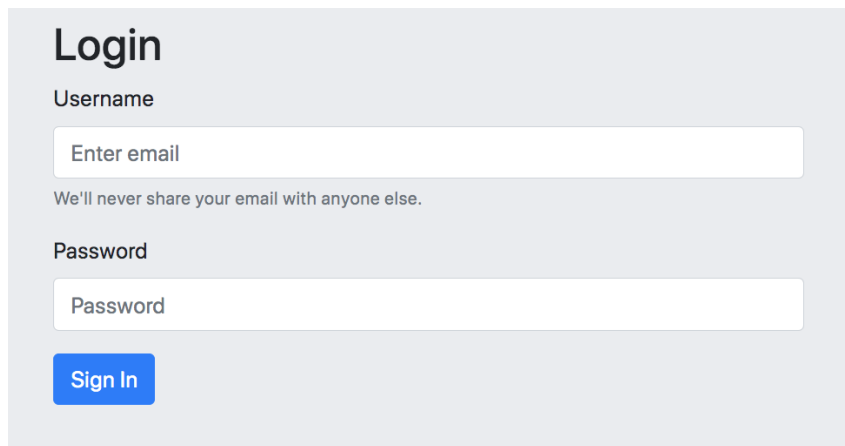 Login
Username
Enter email
We'll never share your email with anyone else.
Password
Password
Sign In